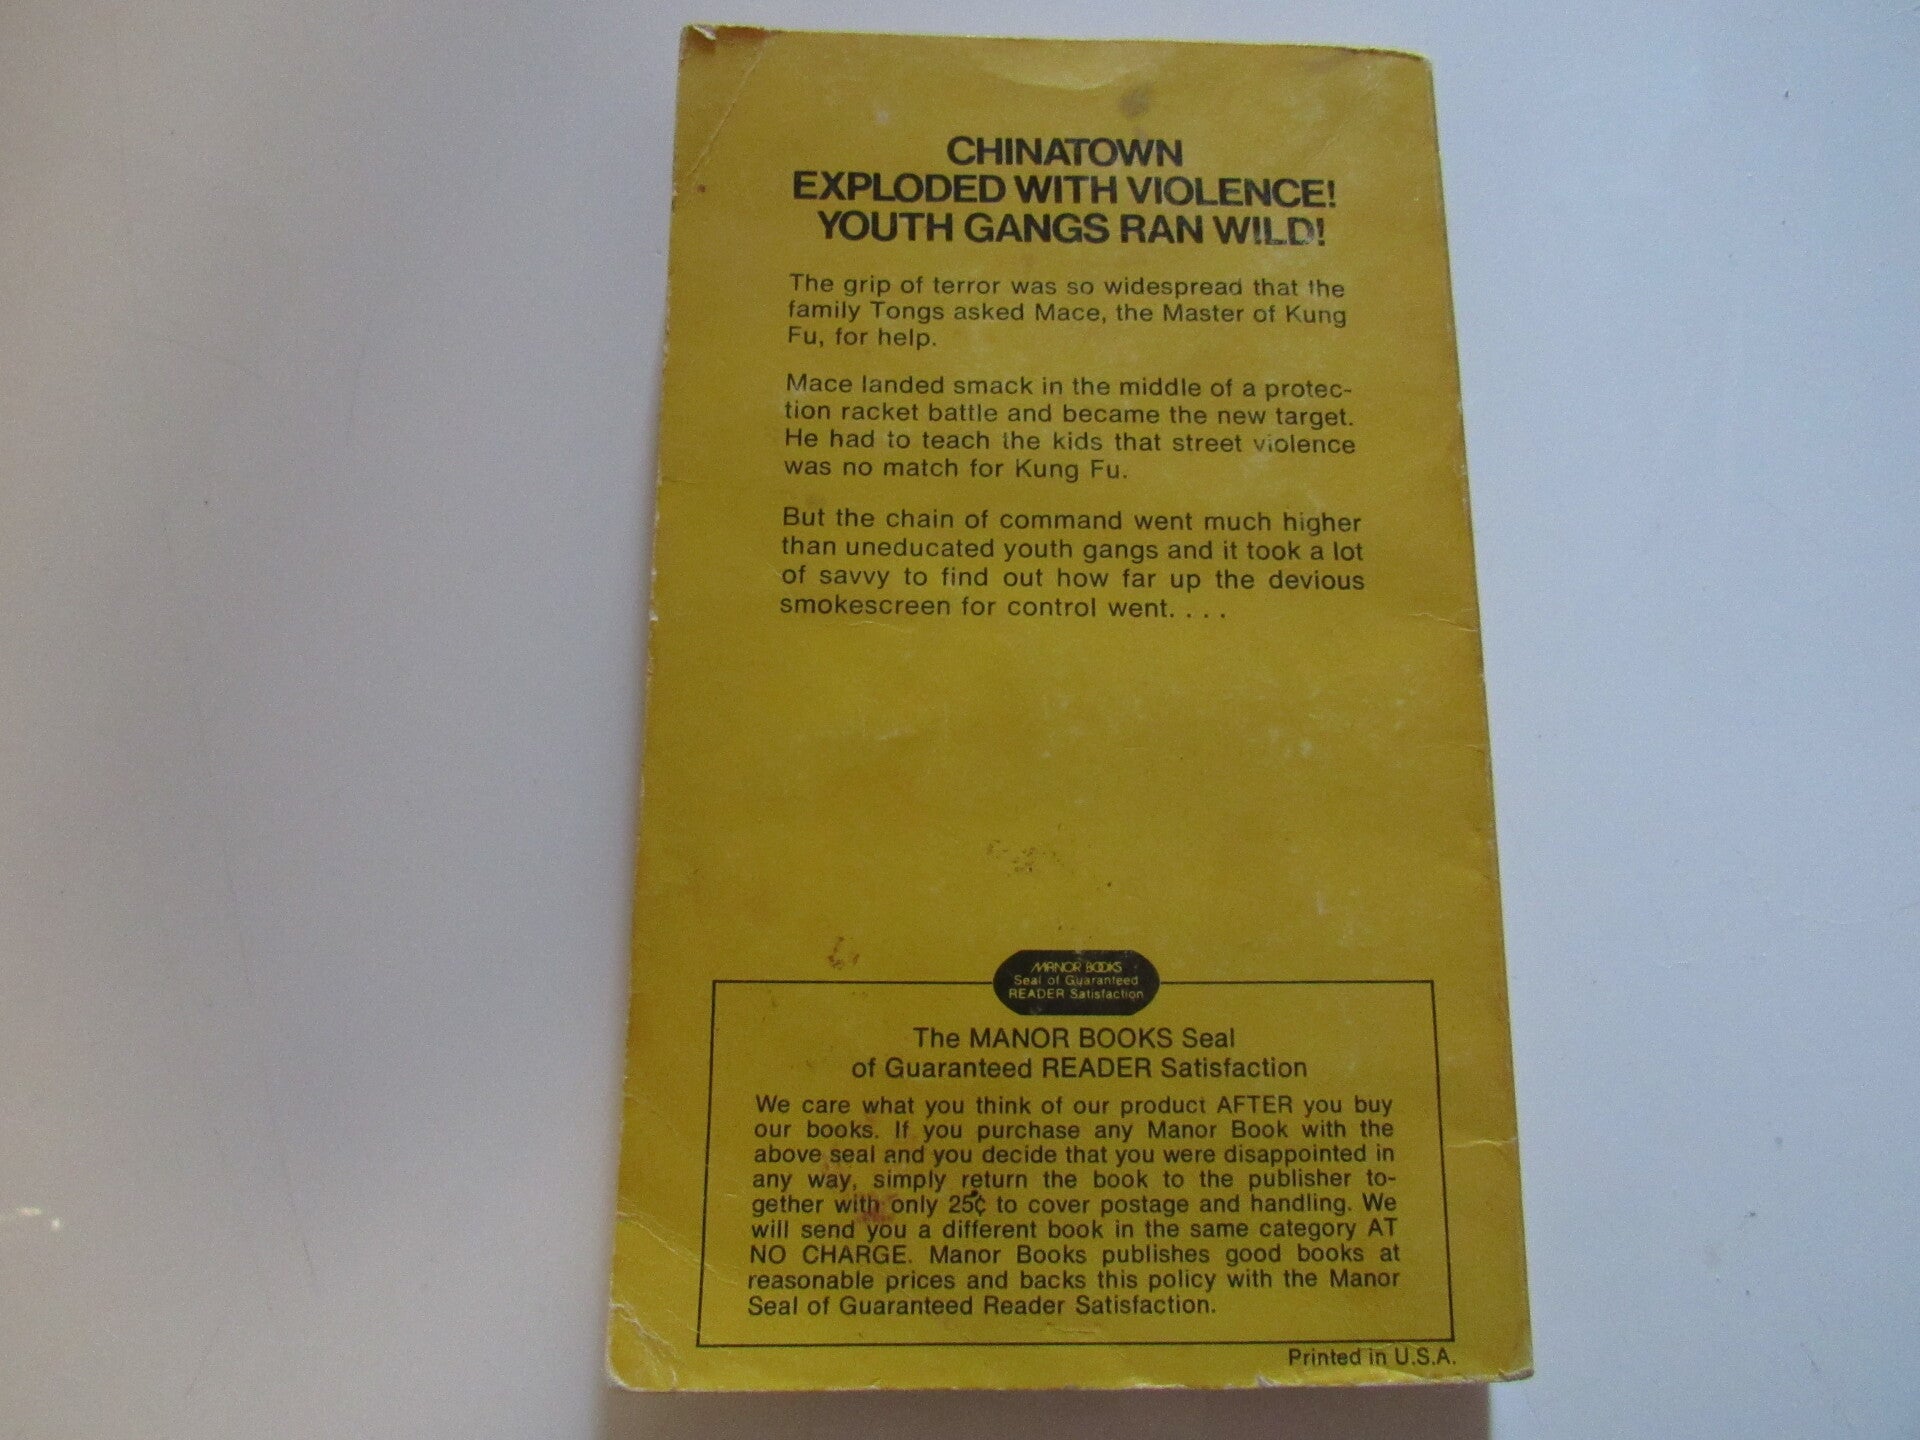 CHINATOWN
EXPLODED WITH VIOLENCE!
YOUTH GANGS RAN WILD!
The grip of terror was so widespread that the
family Tongs asked Mace, the Master of Kung
Fu, for help.
Mace landed smack in the middle of a protec-
tion racket battle and became the new target.
He had to teach the kids that street violence
was no match for Kung Fu.
But the chain of command went much higher
than uneducated youth gangs and it took a lot
of savvy to find out how far up the devious
smokescreen for control went. . . .
MANOR BOOKS
Seal of Guaranteed
READER Satisfaction
The MANOR BOOKS Seal
of Guaranteed READER Satisfaction
We care what you think of our product AFTER you buy
our books. If you purchase any Manor Book with the
above seal and you decide that you were disappointed in
any way, simply return the book to the publisher to-
gether with only 25¢ to cover postage and handling. We
will send you a different book in the same category AT
NO CHARGE. Manor Books publishes good books at
reasonable prices and backs this policy with the Manor
Seal of Guaranteed Reader Satisfaction.
Printed in U.S.A.